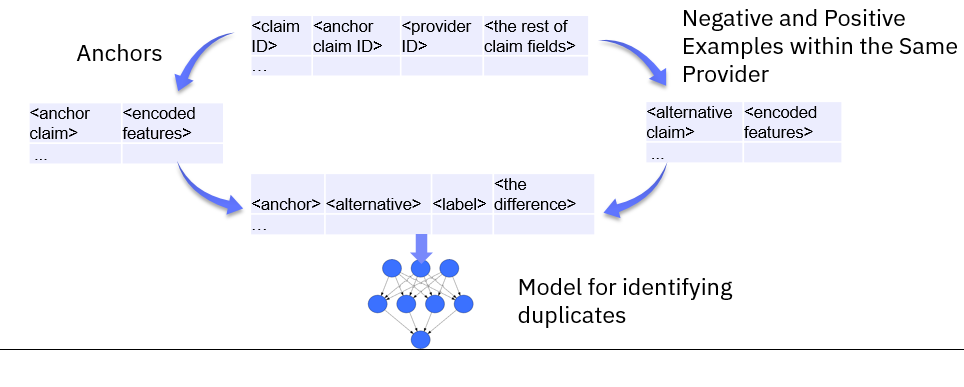 Anchors
<claim ID>
<anchor claim ID>
<provider ID>
<the rest of claim fields>
...
Negative and Positive
Examples within the Same
Provider
<anchor claim>
<encoded features>
...
<alternative claim>
<encoded features>
...
<anchor>
<alternative>
<label>
<the difference>
...
Model for identifying
duplicates